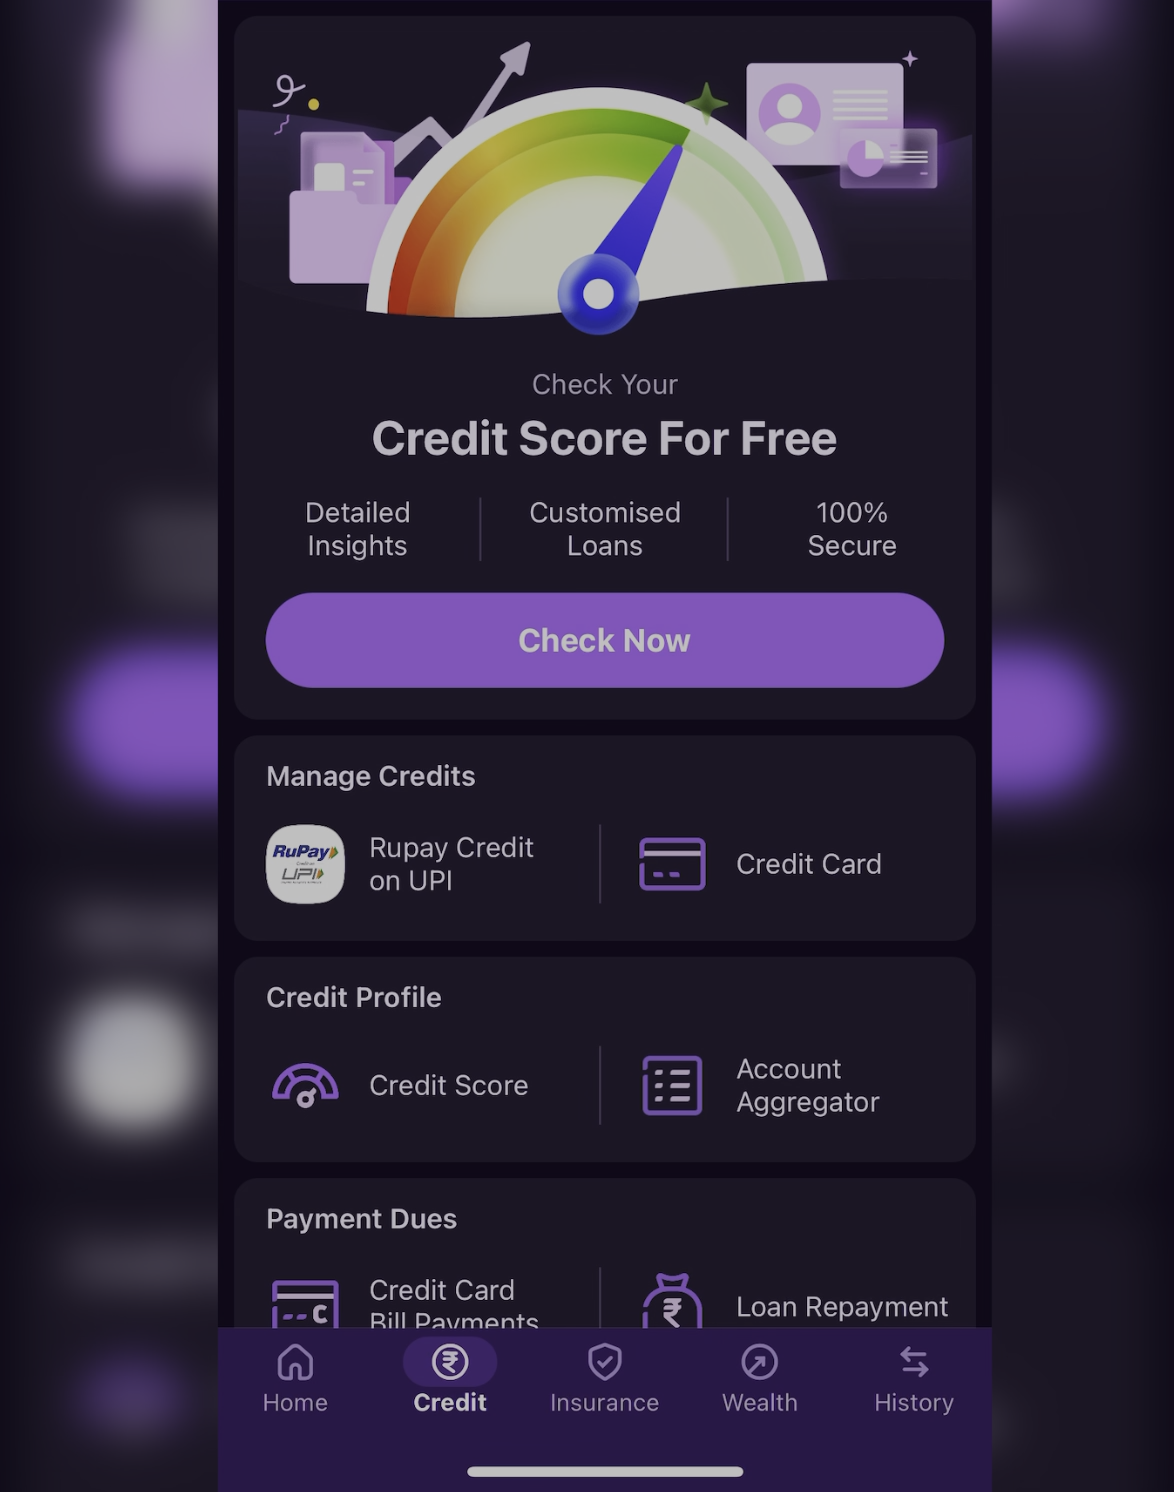 Check Your
Credit Score For Free
Detailed
Insights
Customised
Loans
100%
Secure
Check Now
Manage Credits
RuPay
UPI
Rupay Credit
on UPI
Credit Card
Credit Profile
Credit Score
Account
Aggregator
Payment Dues
C
Credit Card
Bill Payments
₹
Loan Repayment
₹
Home
Credit
Insurance
Wealth
History